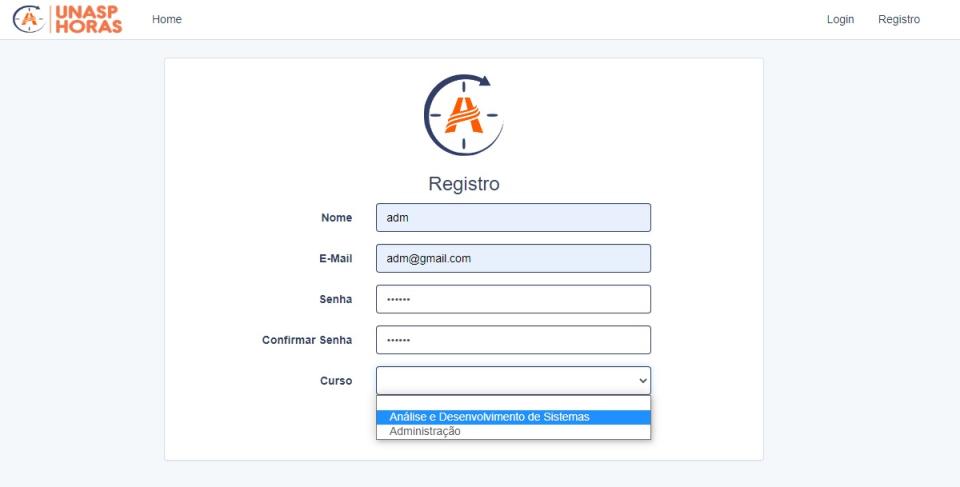 UNASP
HORAS
Home
Login
Registro
Registro
Nome
adm
E-Mail
adm@gmail.com
Senha
••••••
Confirmar Senha
••••••
Curso
Análise e Desenvolvimento de Sistemas
Administração